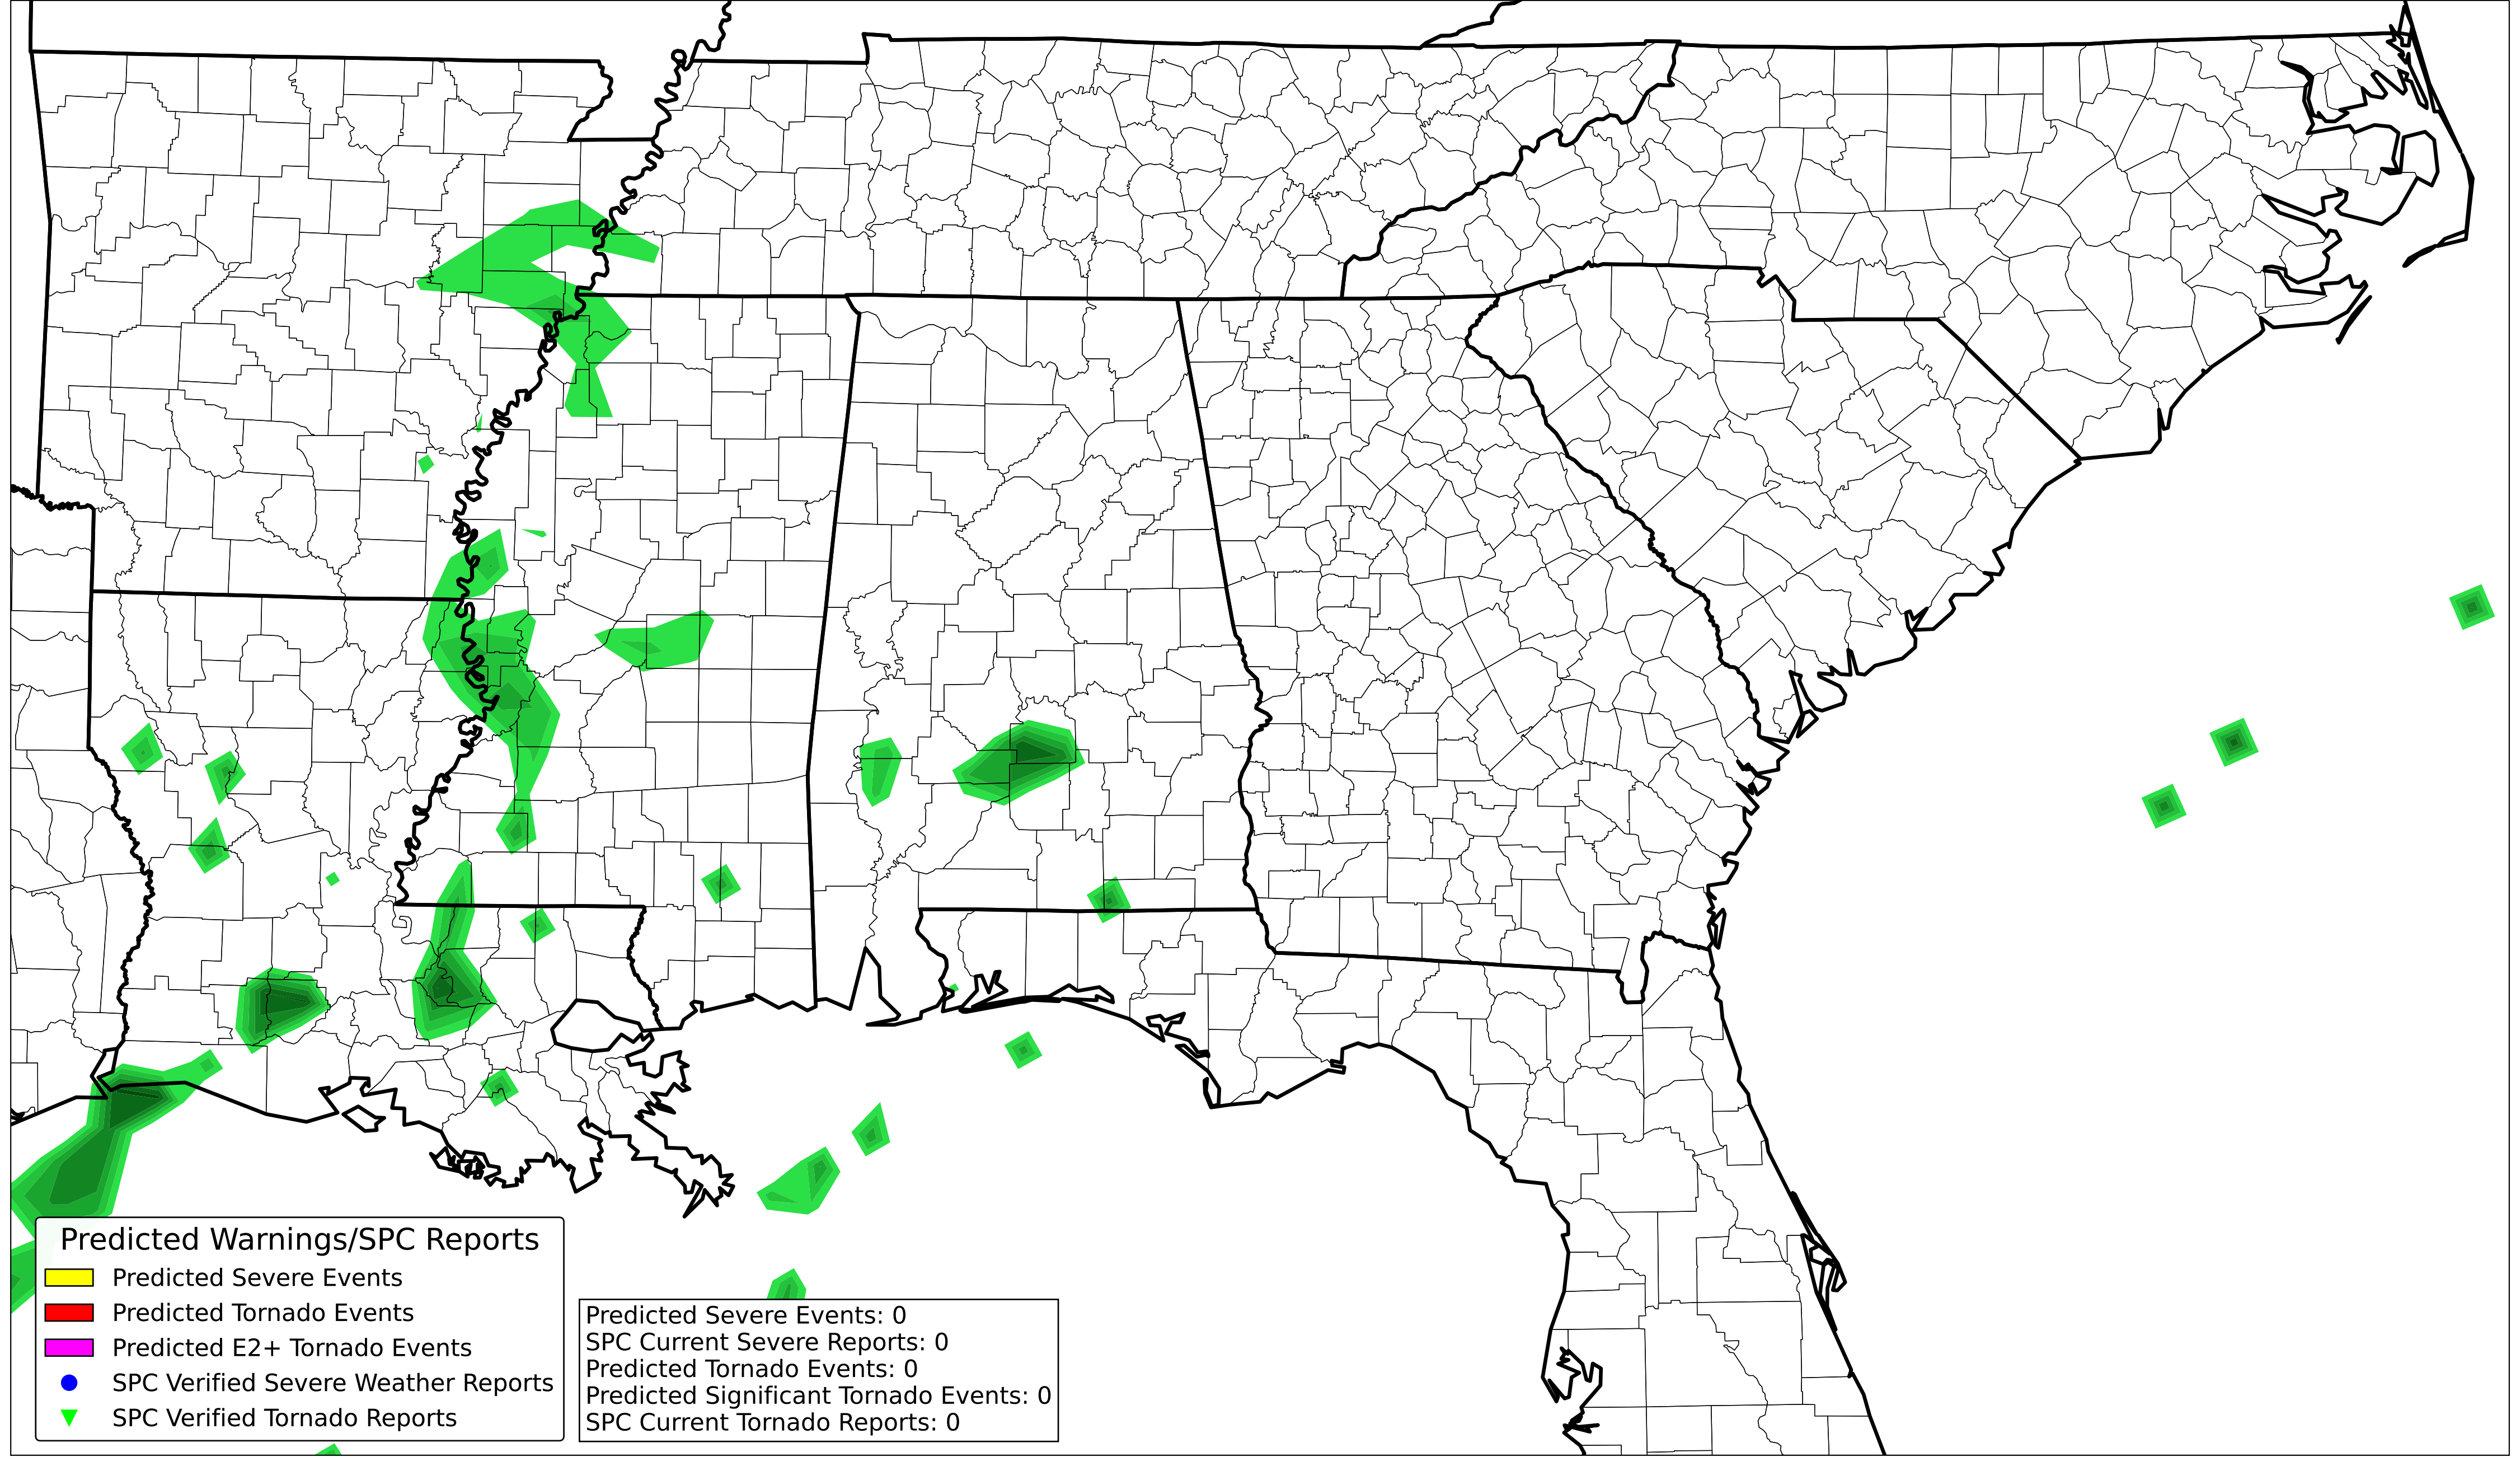 Predicted Warnings/SPC Reports
Predicted Severe Events
Predicted Tornado Events
Predicted E2+ Tornado Events
SPC Verified Severe Weather Reports
SPC Verified Tornado Reports
Predicted Severe Events: 0
SPC Current Severe Reports: 0
Predicted Tornado Events: 0
Predicted Significant Tornado Events: 0
SPC Current Tornado Reports: 0